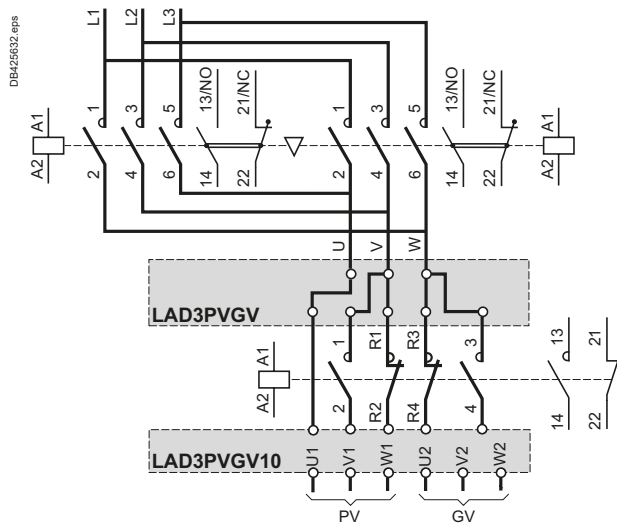 DB425632.eps
L1 L2 L3
1 3 5 13/NO 21/NC 1 3 5 13/NO 21/NC
A1 A1
A2 A2
2 4 6 14 22 2 4 6 14 22
U V W
LAD3PVGV
1 R1 R3 3 13 21
A1
A2
2 R2 R4 4 14 22
LAD3PVGV10
U1 V1 W1 U2 V2 W2
PV GV